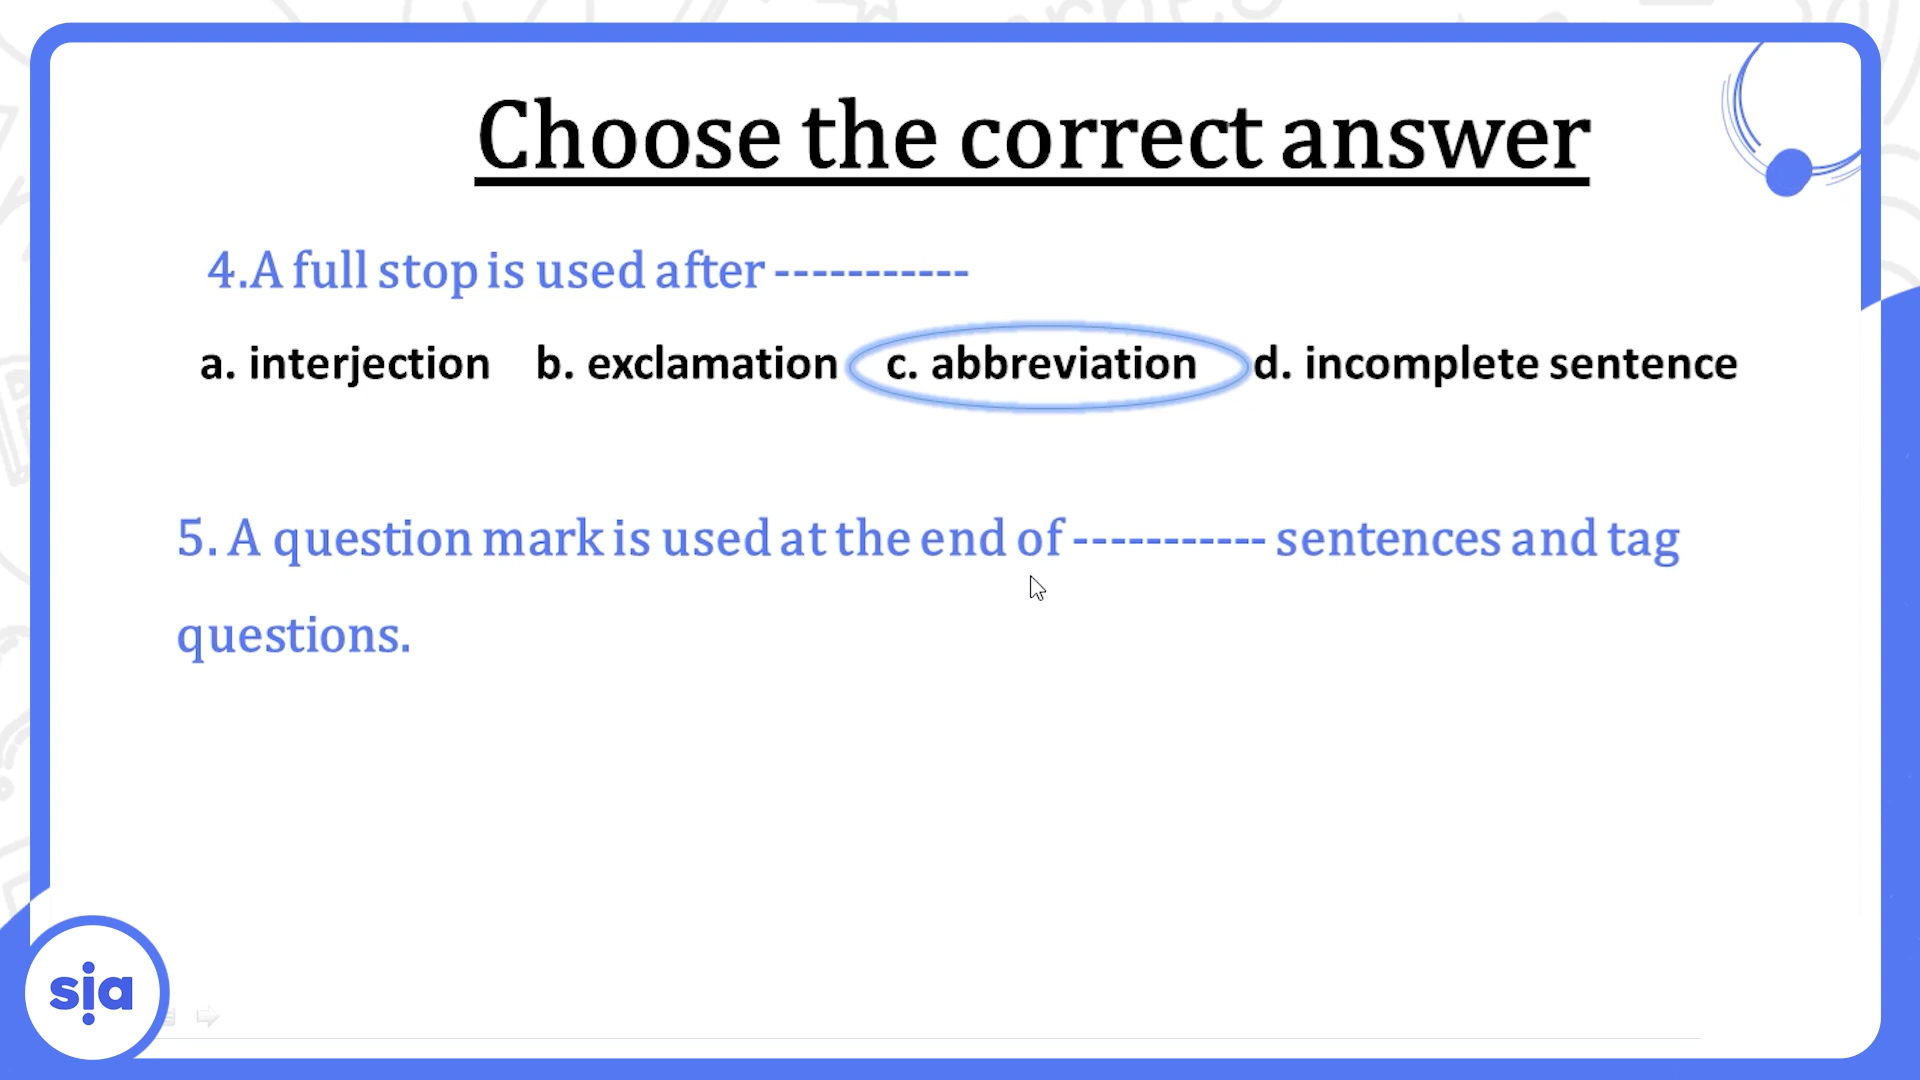 Choose the correct answer
4.A full stop is used after -----------
a. interjection b. exclamation c. abbreviation d. incomplete sentence
5. A question mark is used at the end of ----------- sentences and tag
questions.
sia